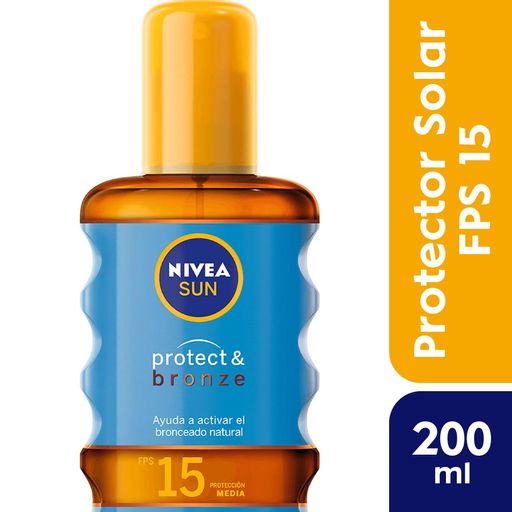 NIVEA
SUN
protect &
bronze
Ayuda a activar el
bronceado natural
FPS 15 PROTECCIÓN
MEDIA
Protector Solar
FPS 15
200
ml